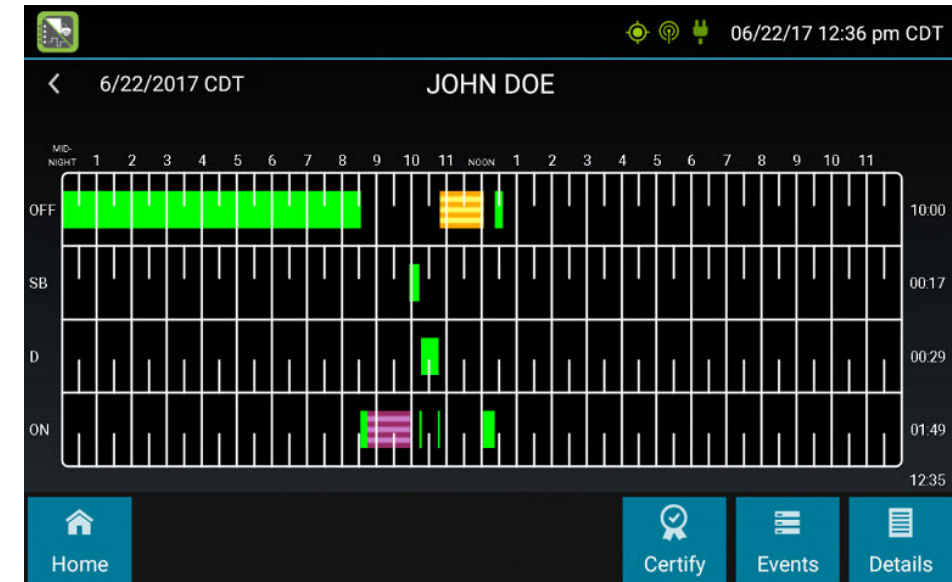 06/22/17 12:36 pm CDT
6/22/2017 CDT JOHN DOE
MID-
NIGHT 1 2 3 4 5 6 7 8 9 10 11 NOON 1 2 3 4 5 6 7 8 9 10 11
OFF 10:00
SB 00:17
D 00:29
ON 01:49
12:35
Home Certify Events Details